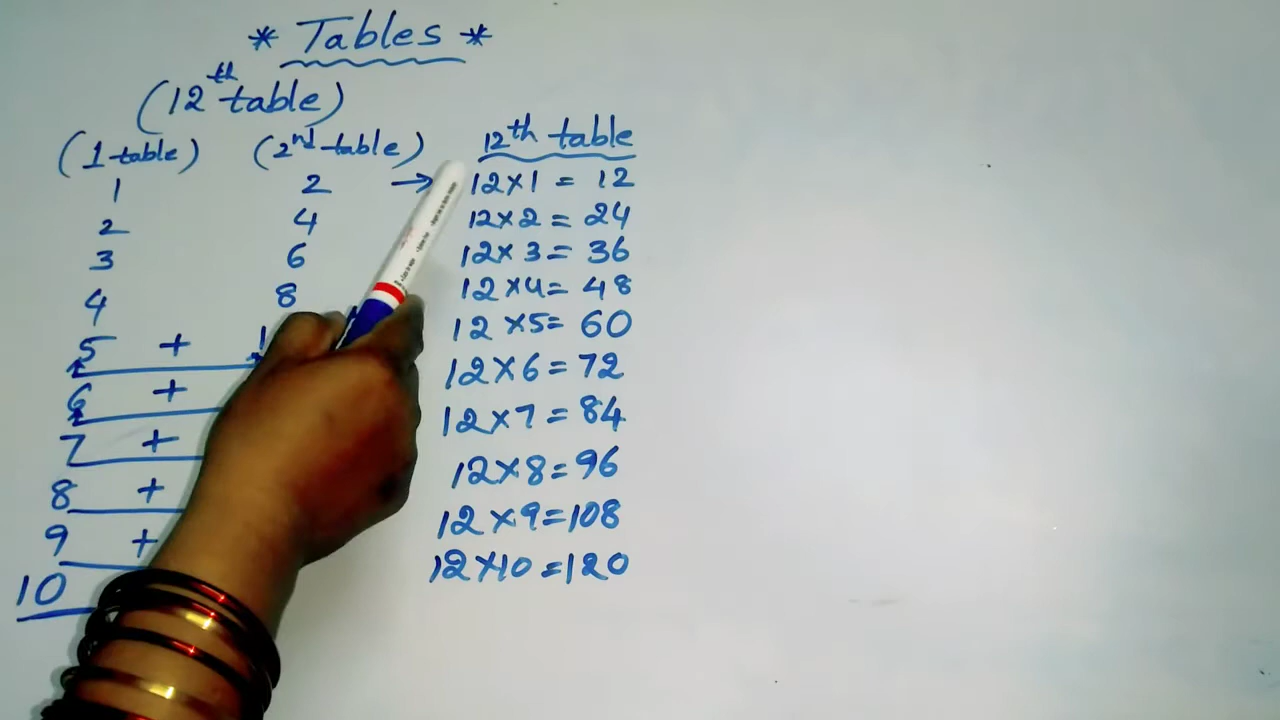 * Tables *
(12th table)
(1 table) (2nd table) 12th table
1 2 → 12×1 = 12
2 4 12×2 = 24
3 6 12×3 = 36
4 8 12×4= 48
5 + 1 12×5= 60
6 + 12×6=72
7 + 12×7=84
8 + 12×8=96
9 + 12×9=108
10 12×10=120